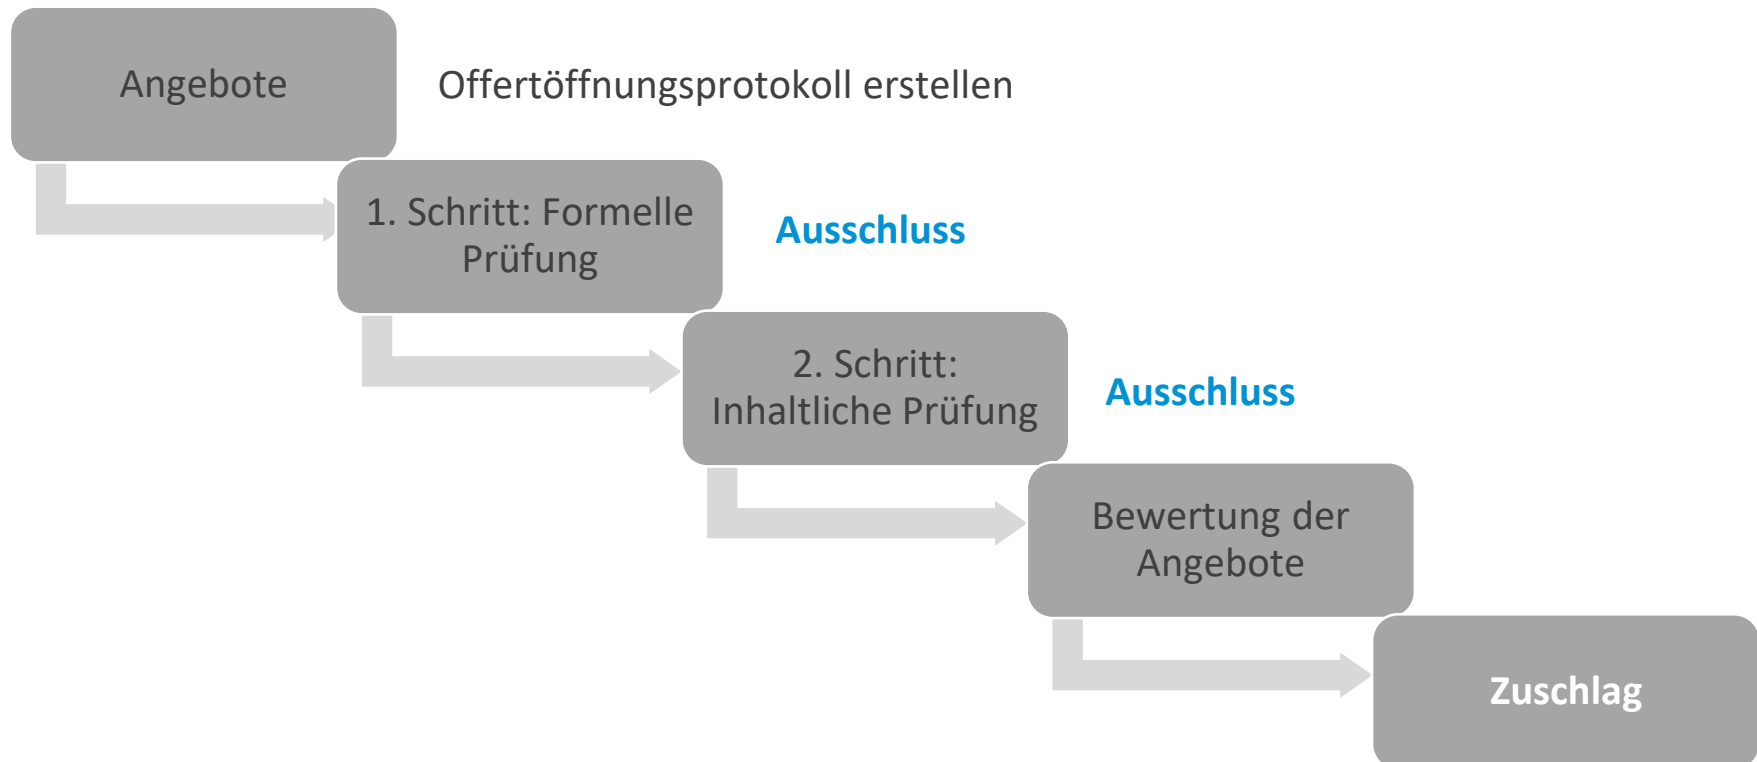 Angebote
Offertöffnungsprotokoll erstellen
1. Schritt: Formelle
Prüfung
Ausschluss
2. Schritt:
Inhaltliche Prüfung
Ausschluss
Bewertung der
Angebote
Zuschlag